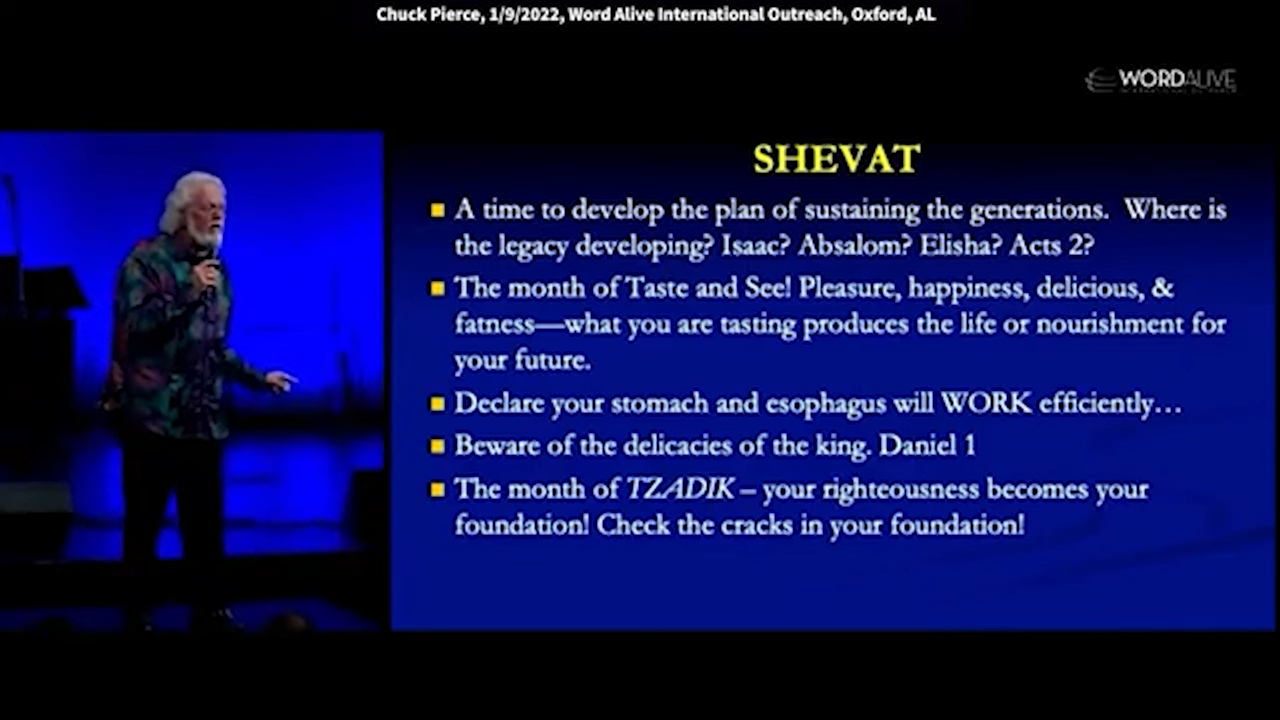 Chuck Pierce, 1/9/2022, Word Alive International Outreach, Oxford, AL
WORDALIVE
SHEVAT
A time to develop the plan of sustaining the generations. Where is
the legacy developing? Isaac? Absalom? Elisha? Acts 2?
The month of Taste and See! Pleasure, happiness, delicious, &
fatness—what you are tasting produces the life or nourishment for
your future.
Declare your stomach and esophagus will WORK efficiently…
Beware of the delicacies of the king. Daniel 1
The month of TZADIK – your righteousness becomes your
foundation! Check the cracks in your foundation!